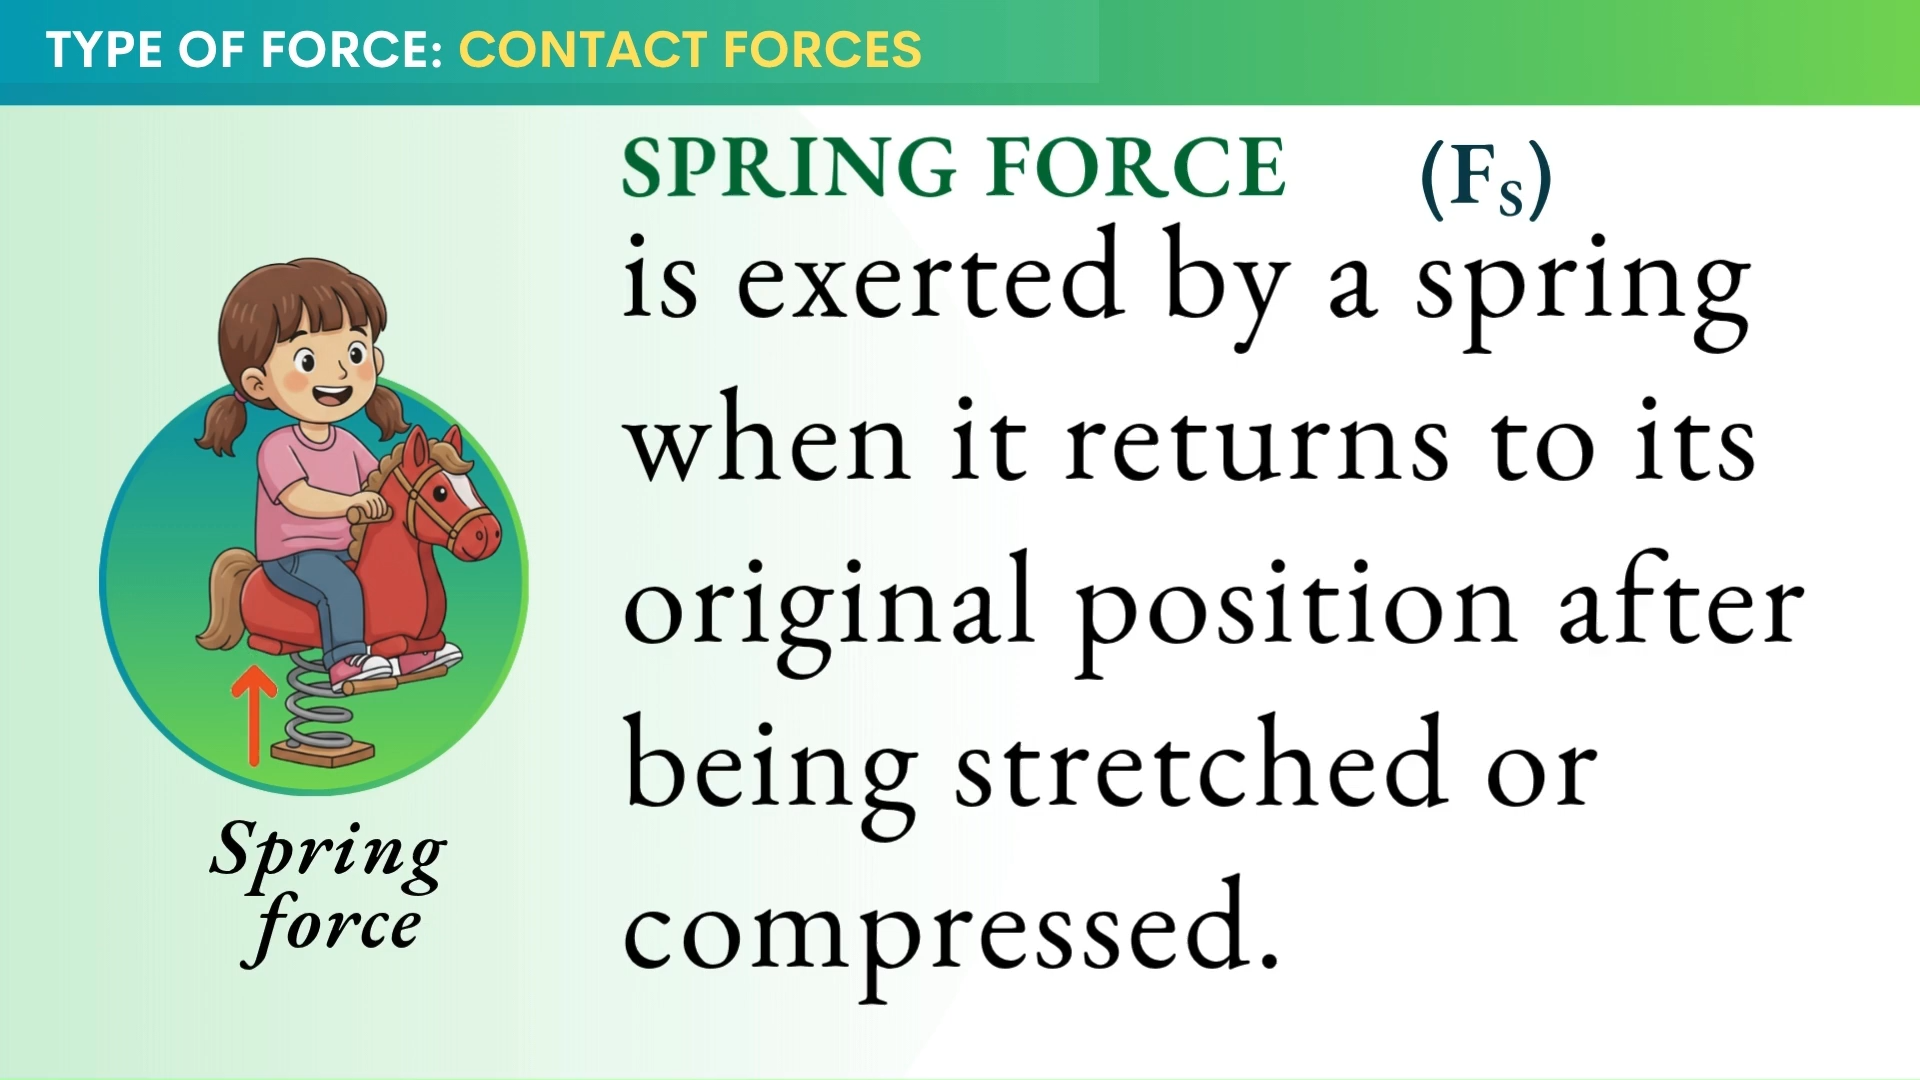 TYPE OF FORCE: CONTACT FORCES
SPRING FORCE (Fs)
is exerted by a spring
when it returns to its
original position after
being stretched or
compressed.
Spring
force